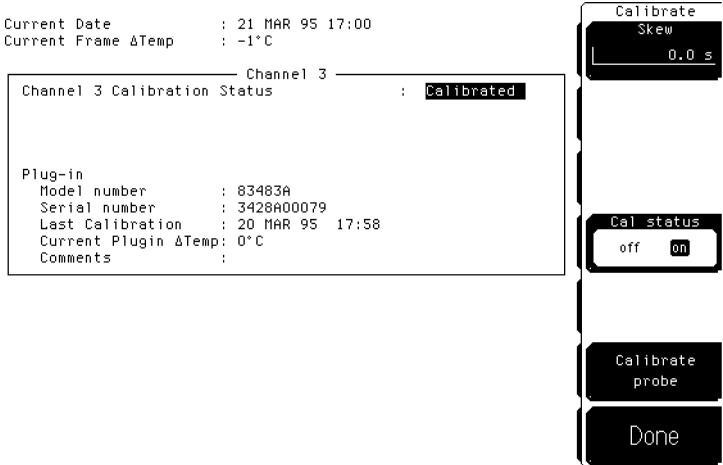 Current Date : 21 MAR 95 17:00
Current Frame ΔTemp : -1°C
Channel 3
Channel 3 Calibration Status : Calibrated
Plug-in
Model number : 83483A
Serial number : 3428A00079
Last Calibration : 20 MAR 95 17:58
Current Plugin ΔTemp: 0°C
Comments :
Calibrate
Skew
0.0 s
Cal status
off on
Calibrate
probe
Done